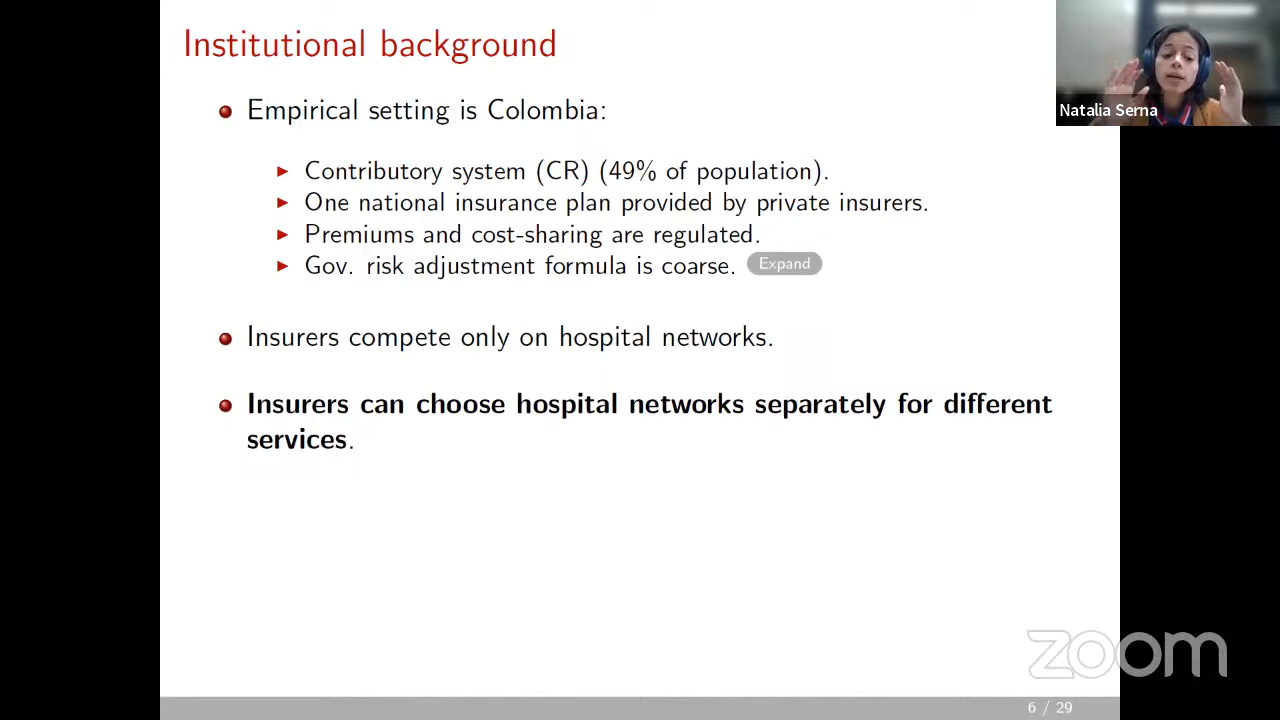 Institutional background
Empirical setting is Colombia:
Contributory system (CR) (49% of population).
One national insurance plan provided by private insurers.
Premiums and cost-sharing are regulated.
Gov. risk adjustment formula is coarse. Expand
Insurers compete only on hospital networks.
Insurers can choose hospital networks separately for different
services.
Natalia Serna
zoom
6 / 29